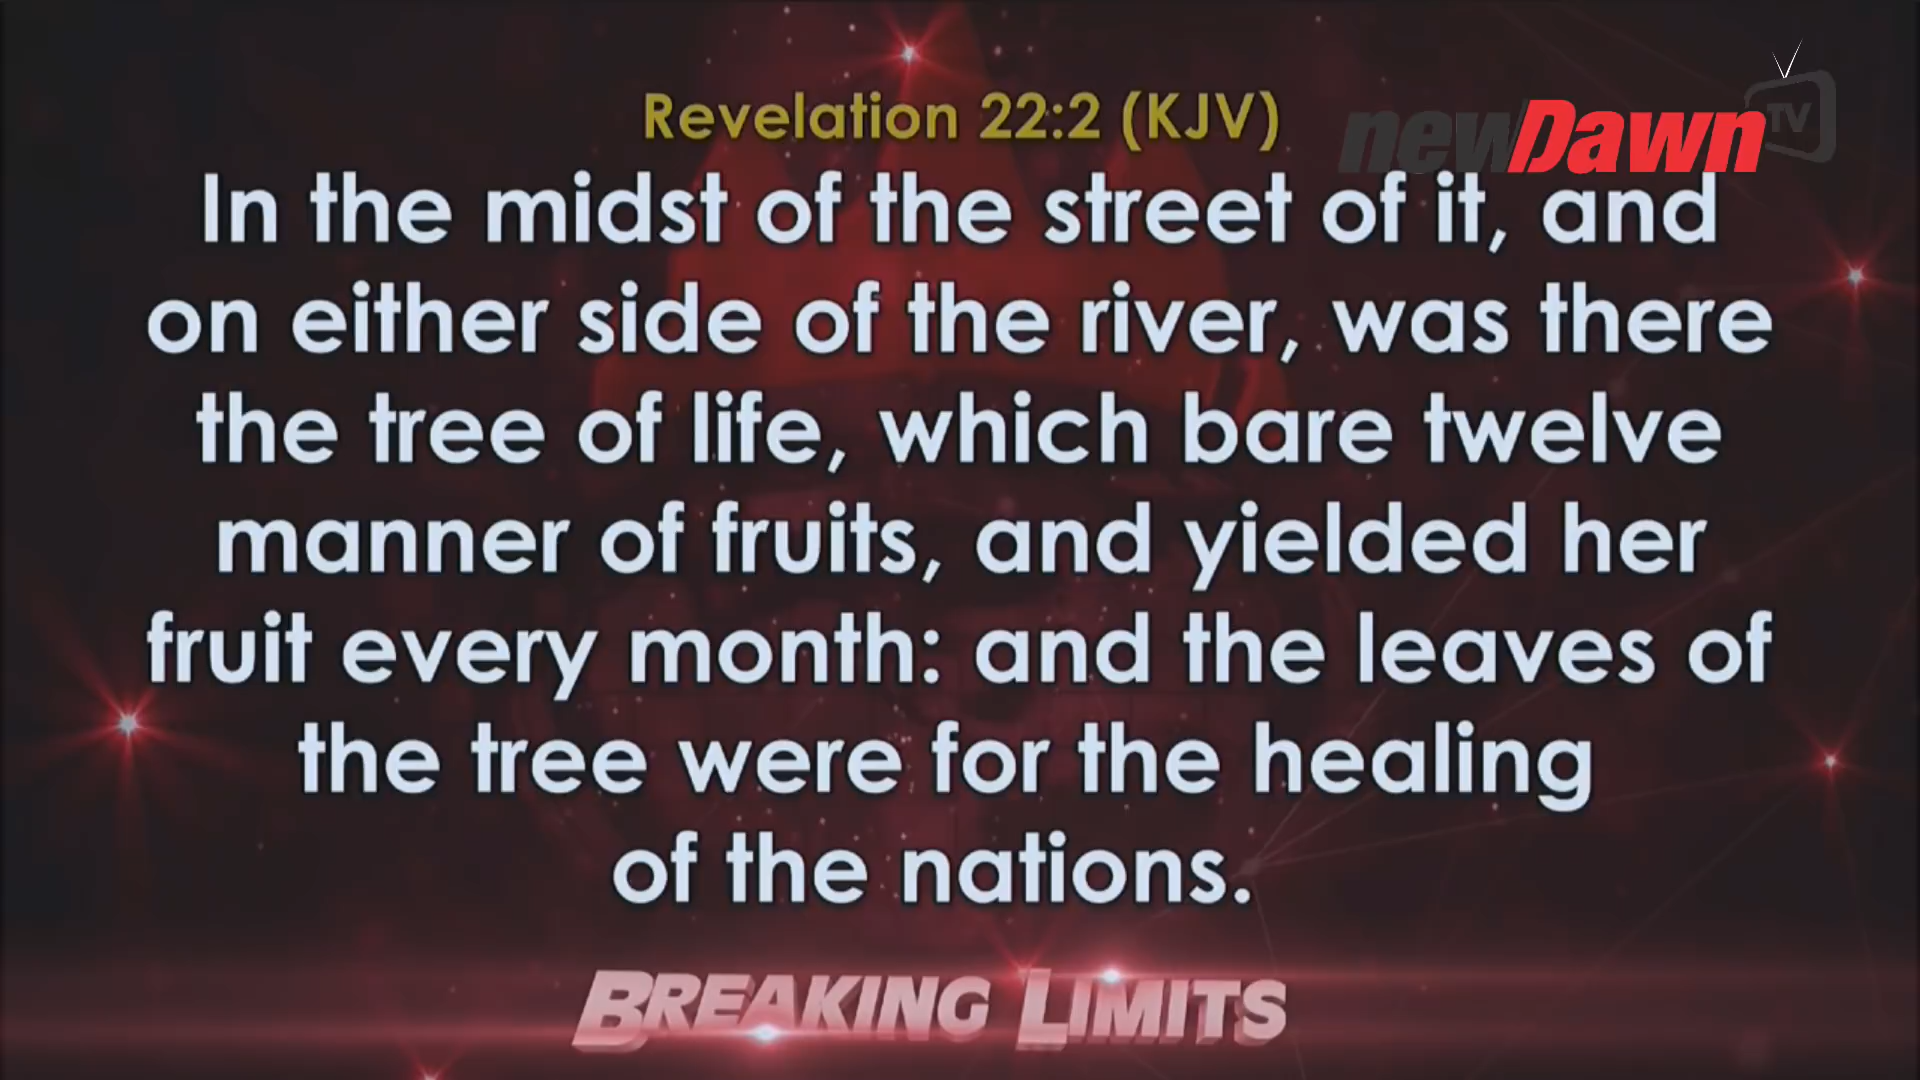 Revelation 22:2 (KJV)
newDawn TV
In the midst of the street of it, and
on either side of the river, was there
the tree of life, which bare twelve
manner of fruits, and yielded her
fruit every month: and the leaves of
the tree were for the healing
of the nations.
BREAKING LIMITS